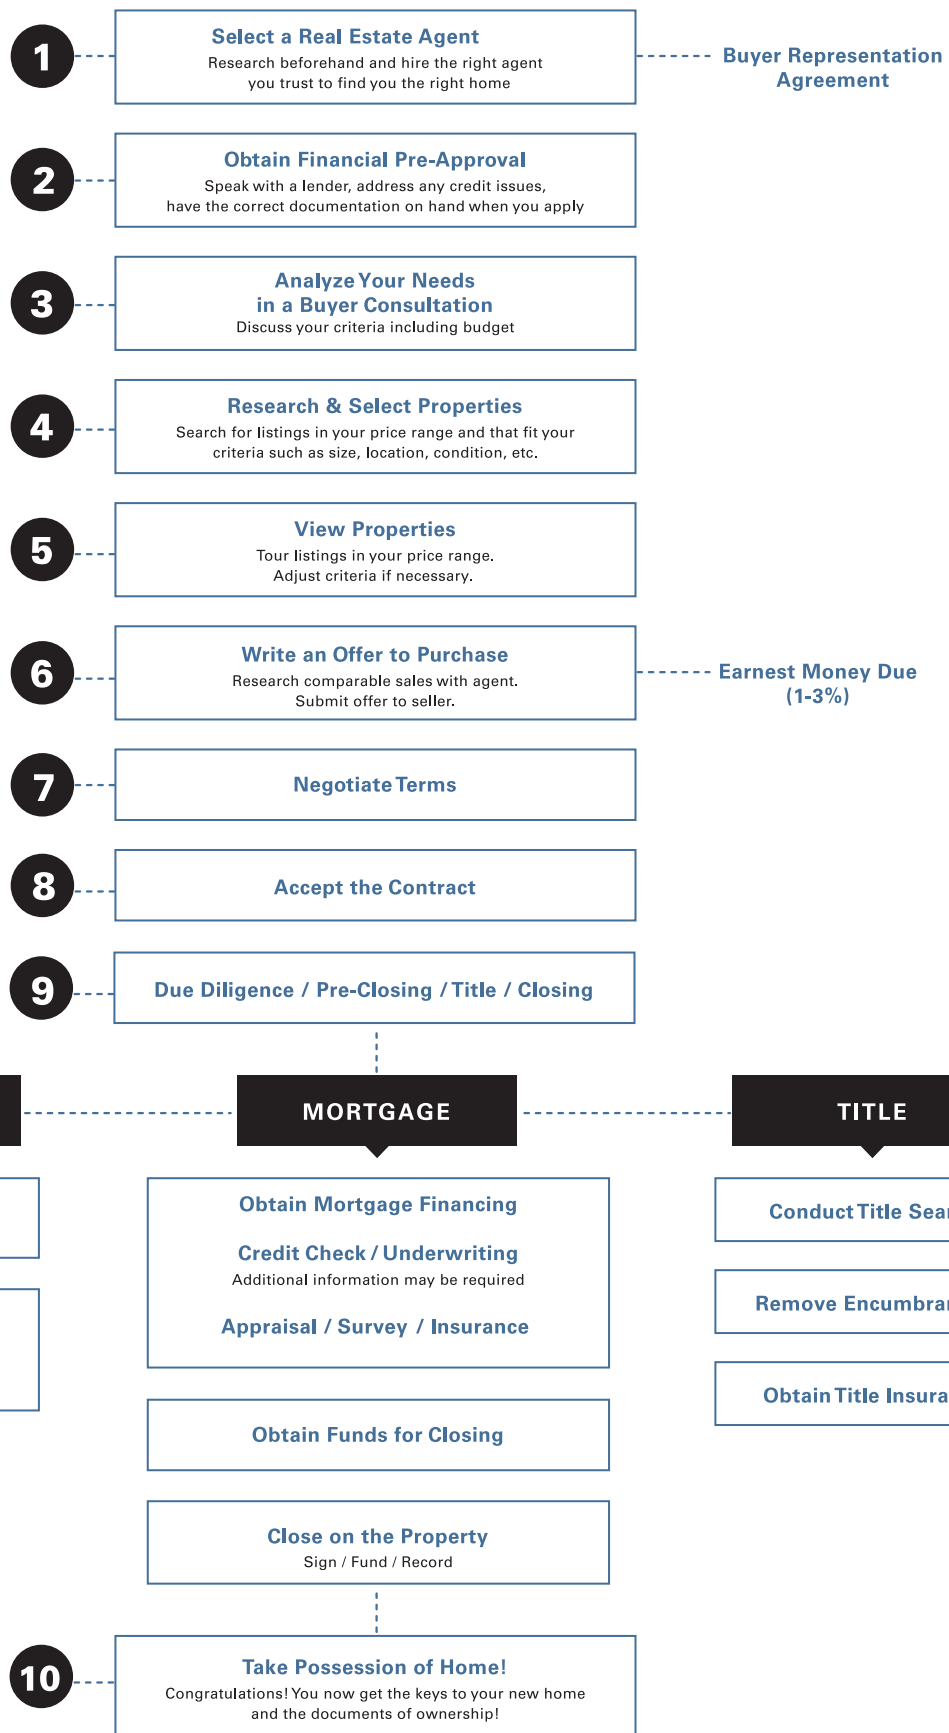 1
Select a Real Estate Agent
Research beforehand and hire the right agent
you trust to find you the right home
Buyer Representation
Agreement
2
Obtain Financial Pre-Approval
Speak with a lender, address any credit issues,
have the correct documentation on hand when you apply
3
Analyze Your Needs
in a Buyer Consultation
Discuss your criteria including budget
4
Research & Select Properties
Search for listings in your price range and that fit your
criteria such as size, location, condition, etc.
5
View Properties
Tour listings in your price range.
Adjust criteria if necessary.
6
Write an Offer to Purchase
Research comparable sales with agent.
Submit offer to seller.
Earnest Money Due
(1-3%)
7
Negotiate Terms
8
Accept the Contract
9
Due Diligence / Pre-Closing / Title / Closing
MORTGAGE
Obtain Mortgage Financing
Credit Check / Underwriting
Additional information may be required
Appraisal / Survey / Insurance
Obtain Funds for Closing
Close on the Property
Sign / Fund / Record
TITLE
Conduct Title
Remove
Obtain Title
10
Take Possession of Home!
Congratulations! You now get the keys to your new home
and the documents of ownership!